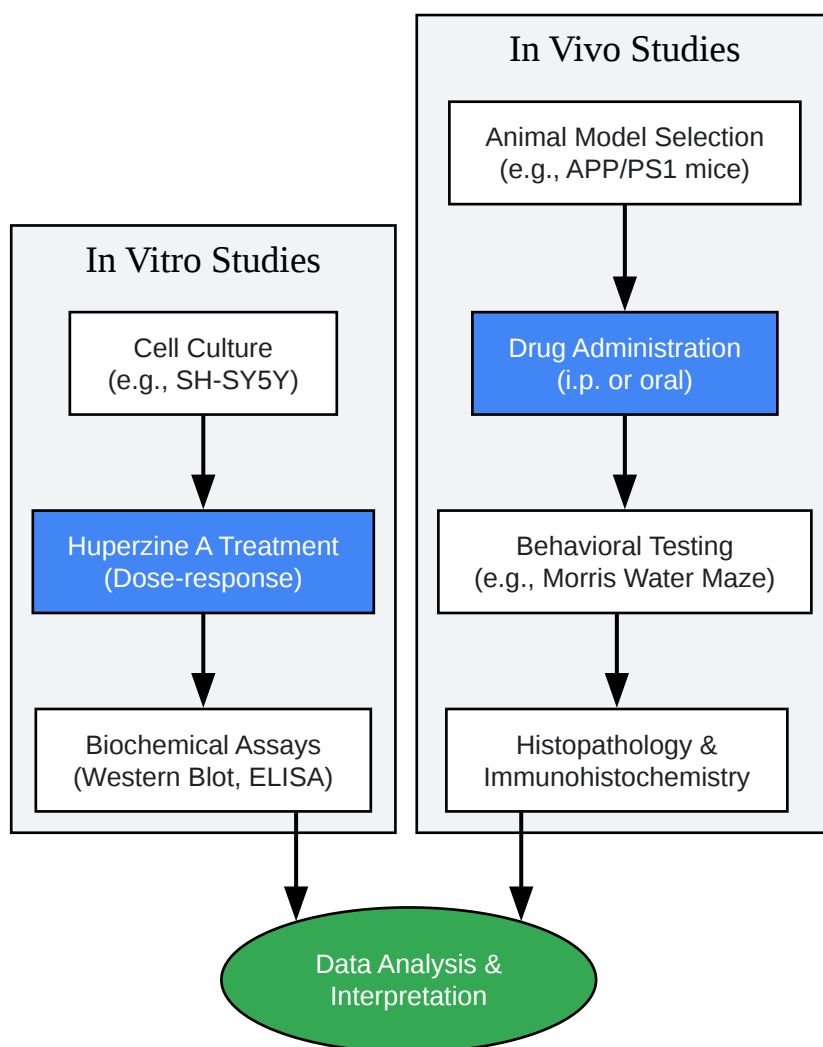 In Vitro Studies
Cell Culture
(e.g., SH-SY5Y)
Huperzine A Treatment
(Dose-response)
Biochemical Assays
(Western Blot, ELISA)
In Vivo Studies
Animal Model Selection
(e.g., APP/PS1 mice)
Drug Administration
(i.p. or oral)
Behavioral Testing
(e.g., Morris Water Maze)
Histopathology &
Immunohistochemistry
Data Analysis &
Interpretation